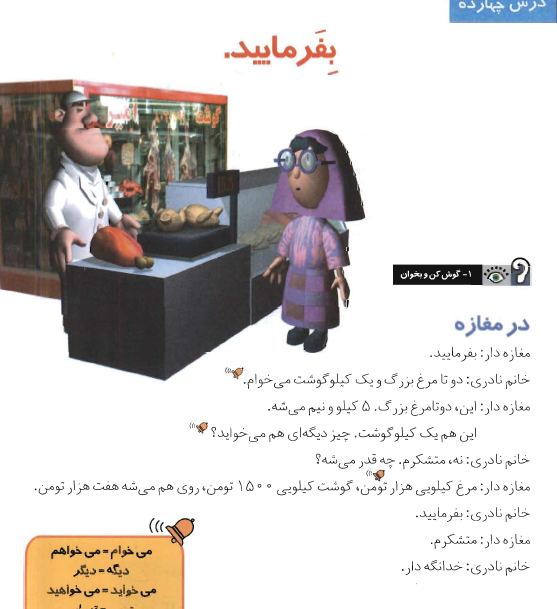 درس چهارده
بِفَرمایید.
گوشت
۱- گوش کن و بخوان
در مغازه
مغازه دار: بفرمایید.
خانم نادری: دو تا مرغ بزرگ و یک کیلوگوشت می‌خوام.
مغازه دار: این، دوتامرغ بزرگ. ۵ کیلو و نیم می‌شه.
این هم یک کیلوگوشت. چیز دیگه‌ای هم می‌خواید؟
خانم نادری: نه، متشکرم. چه قدر می‌شه؟
مغازه دار: مرغ کیلویی هزار تومن، گوشت کیلویی ۱۵۰۰ تومن، روی هم می‌شه هفت هزار تومن.
خانم نادری: بفرمایید.
مغازه دار: متشکرم.
خانم نادری: خدانگه دار.
می خوام = می خواهم
دیگه = دیگر
می خواید = می خواهید